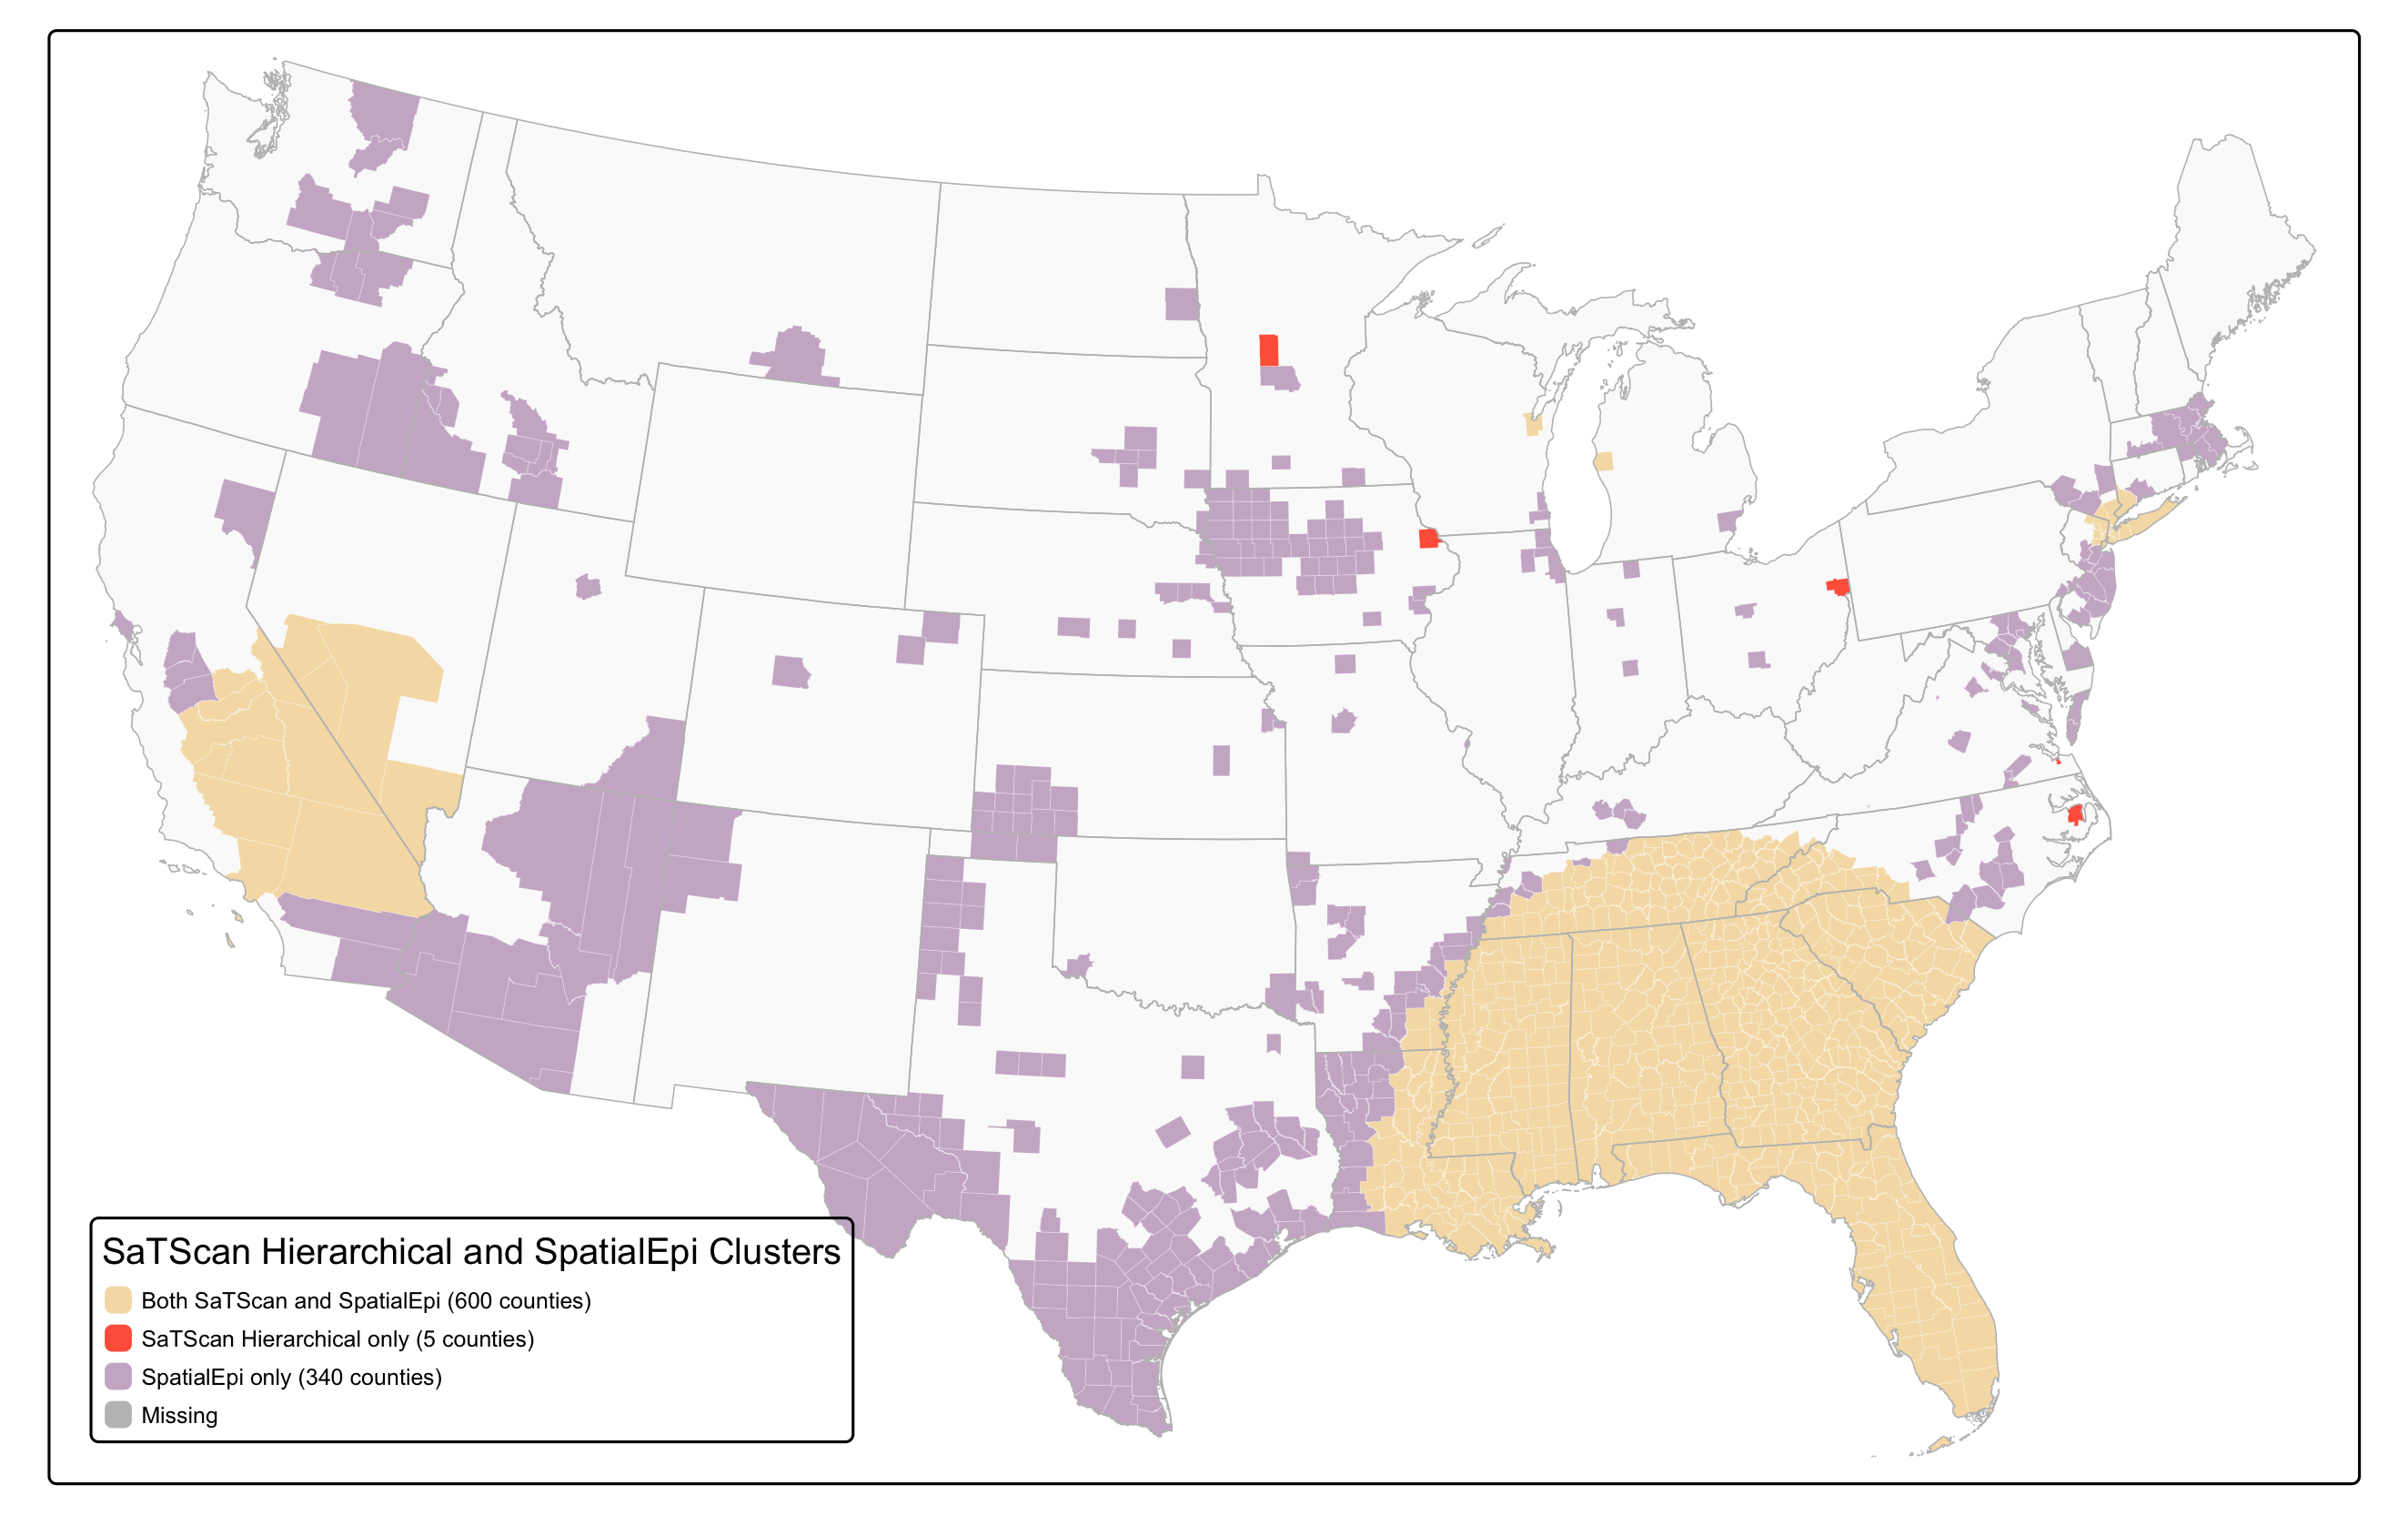 SaTScan Hierarchical and SpatialEpi Clusters
Both SaTScan and SpatialEpi (600 counties)
SaTScan Hierarchical only (5 counties)
SpatialEpi only (340 counties)
Missing